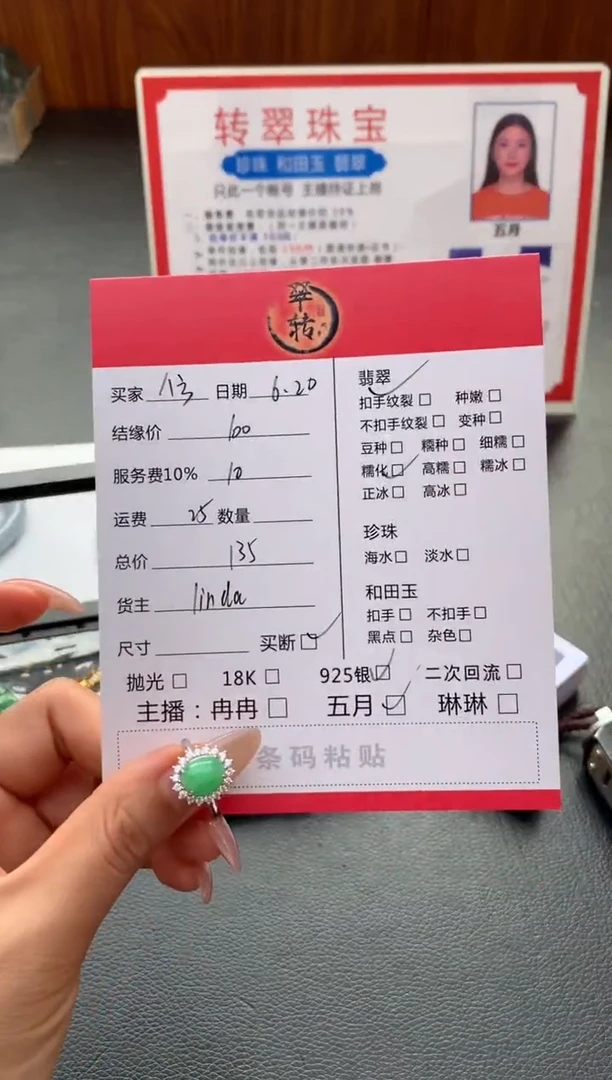 转翠珠宝
珍珠 和田玉 翡翠
只此一个帐号 主播持证上播
五月
翠转
买家 日期 6.20
结缘价 100
服务费10% 10
运费 25 数量
总价 135
货主 linda
尺寸 买断☐
翡翠
扣手纹裂☐ 种嫩☐
不扣手纹裂☐ 变种☐
豆种☐ 糯种☐ 细糯☐
糯化☐ 高糯☐ 糯冰☐
正冰☐ 高冰☐
珍珠
海水☐ 淡水☐
和田玉
扣手☐ 不扣手☐
黑点☐ 杂色☐
抛光☐ 18K☐ 925银☐ 二次回流☐
主播：冉冉☐ 五月☐ 琳琳☐
条码粘贴